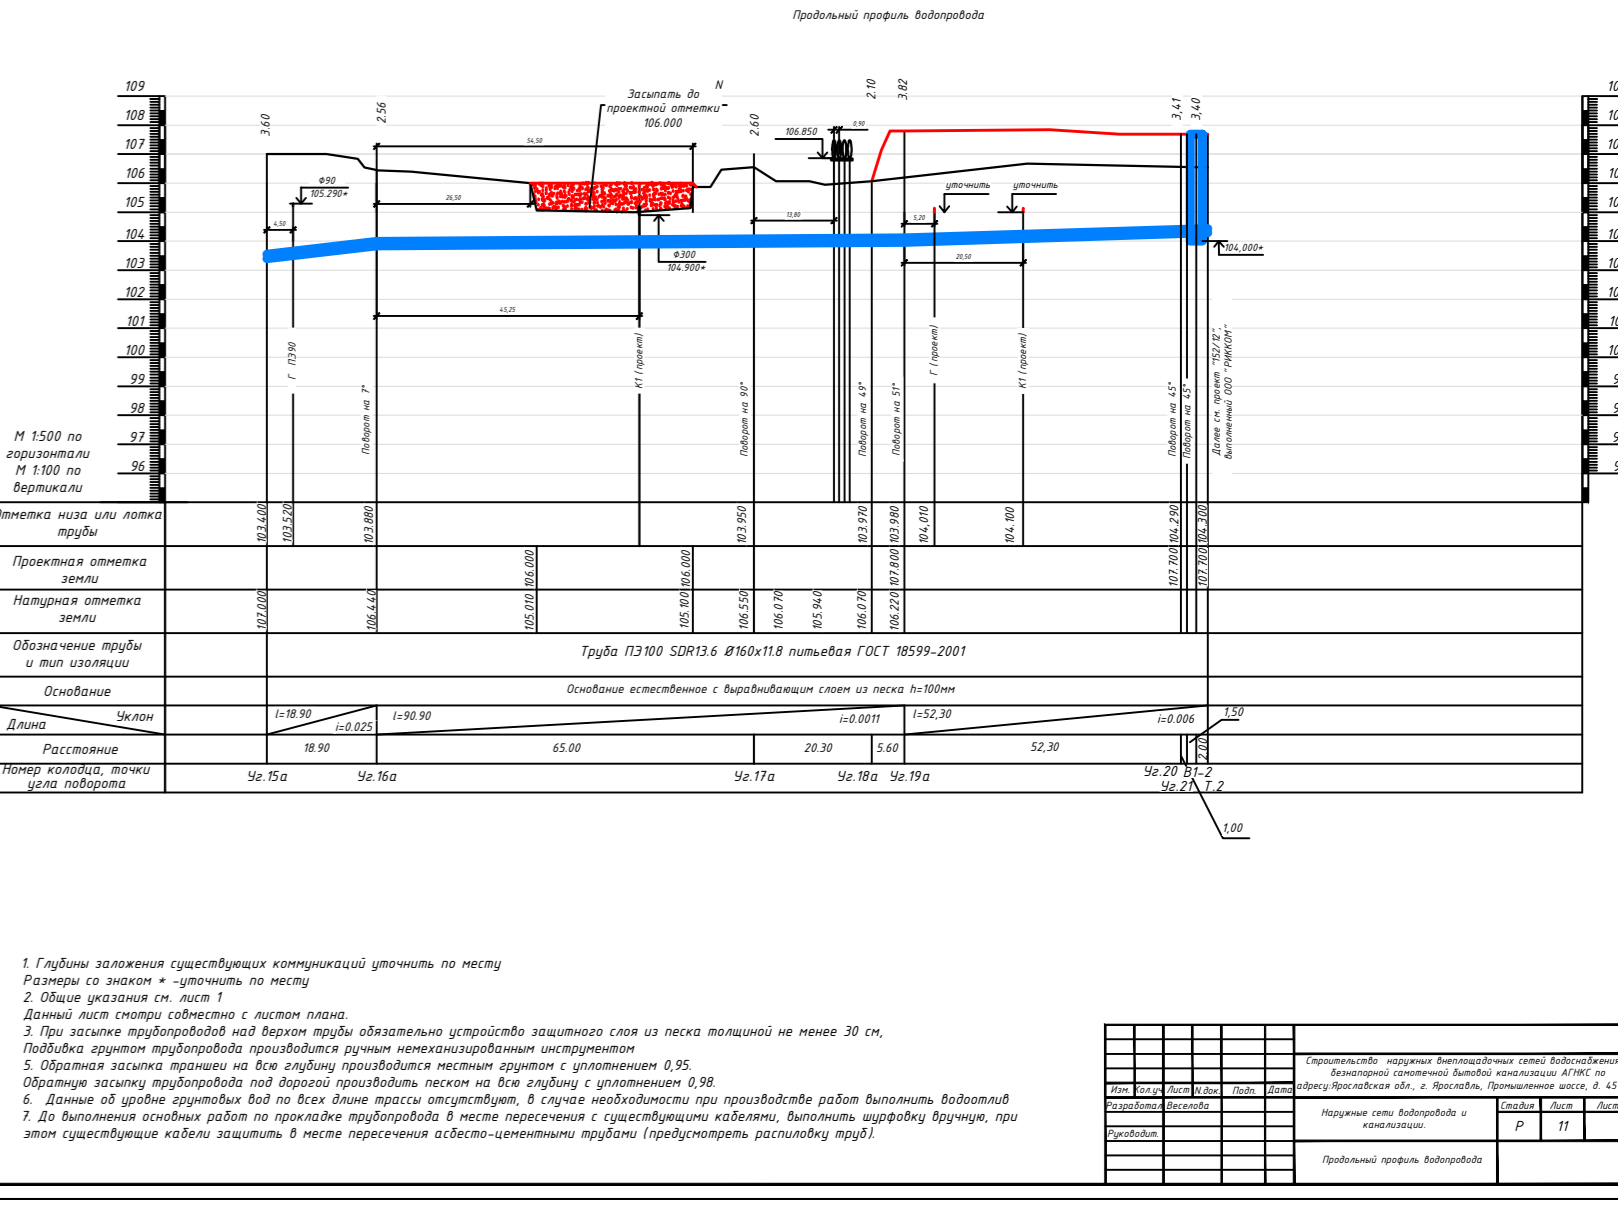 Продольный профиль водопровода
109
108
107
106
105
104
103
102
101
100
99
98
97
96
М 1:500 по
горизонтали
М 1:100 по
вертикали
3.60
2.56
2.60
2.10
3.82
3,41
3,40
N
Засыпать до
проектной отметки
106.000
54,50
106.850
0,90
Ф90
105.290*
26,50
4,50
13,80
5,20
уточнить
уточнить
Ф300
104.900*
20,50
104,000*
45,25
Г ПЭ90
Поворот на 7°
К1 (проект)
Поворот на 90°
Поворот на 49°
Поворот на 51°
Г (проект)
К1 (проект)
Поворот на 45°
Поворот на 45°
Далее см. проект "152/12",
выполненный ООО "РИККОМ"
Отметка низа или лотка
трубы
103.400
103.520
103.880
103.950
103.970
103.980
104,010
104.100
104.290
104.300
Проектная отметка
земли
106.000
106.000
107.800
107.700
107.700
Натурная отметка
земли
107.000
106.440
105.010
105.100
106.550
106.070
105.940
106.070
106.220
Обозначение трубы
и тип изоляции
Труба ПЭ100 SDR13.6 Ø160х11.8 питьевая ГОСТ 18599-2001
Основание
Основание естественное с выравнивающим слоем из песка h=100мм
Уклон
Длина
l=18.90
i=0.025
l=90.90
i=0.0011
l=52,30
i=0.006
1,50
Расстояние
18.90
65.00
20.30
5.60
52,30
2.00
Номер колодца, точки
угла поворота
Уг.15а
Уг.16а
Уг.17а
Уг.18а
Уг.19а
Уг.20
В1-2
Уг.21
Т.2
1,00
1. Глубины заложения существующих коммуникаций уточнить по месту
Размеры со знаком * -уточнить по месту
2. Общие указания см. лист 1
Данный лист смотри совместно с листом плана.
3. При засыпке трубопроводов над верхом трубы обязательно устройство защитного слоя из песка толщиной не менее 30 см,
Подбивка грунтом трубопровода производится ручным немеханизированным инструментом
5. Обратная засыпка траншеи на всю глубину производится местным грунтом с уплотнением 0,95.
Обратную засыпку трубопровода под дорогой производить песком на всю глубину с уплотнением 0,98.
6. Данные об уровне грунтовых вод по всех длине трассы отсутствуют, в случае необходимости при производстве работ выполнить водоотлив
7. До выполнения основных работ по прокладке трубопровода в месте пересечения с существующими кабелями, выполнить шурфовку вручную, при
этом существующие кабели защитить в месте пересечения асбесто-цементными трубами (предусмотреть распиловку труб).
Строительство наружных внеплощадочных сетей водоснабжения
безнапорной самотечной бытовой канализации АГНКС по
адресу:Ярославская обл., г. Ярославль, Промышленное шоссе, д. 45
Изм. Кол.уч Лист N.док. Подп. Дата
Разработал Веселова
Руководит.
Наружные сети водопровода и
канализации.
Стадия Лист Лист
Р 11
Продольный профиль водопровода